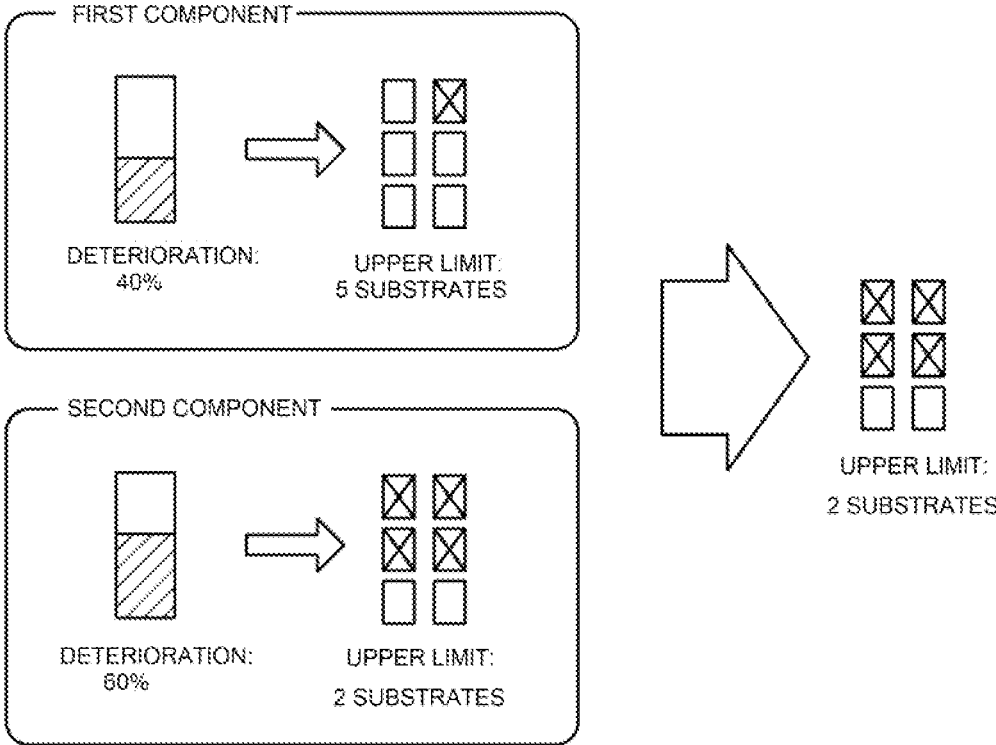 FIRST COMPONENT
DETERIORATION:
40%
UPPER LIMIT:
5 SUBSTRATES
SECOND COMPONENT
DETERIORATION:
60%
UPPER LIMIT:
2 SUBSTRATES
UPPER LIMIT:
2 SUBSTRATES